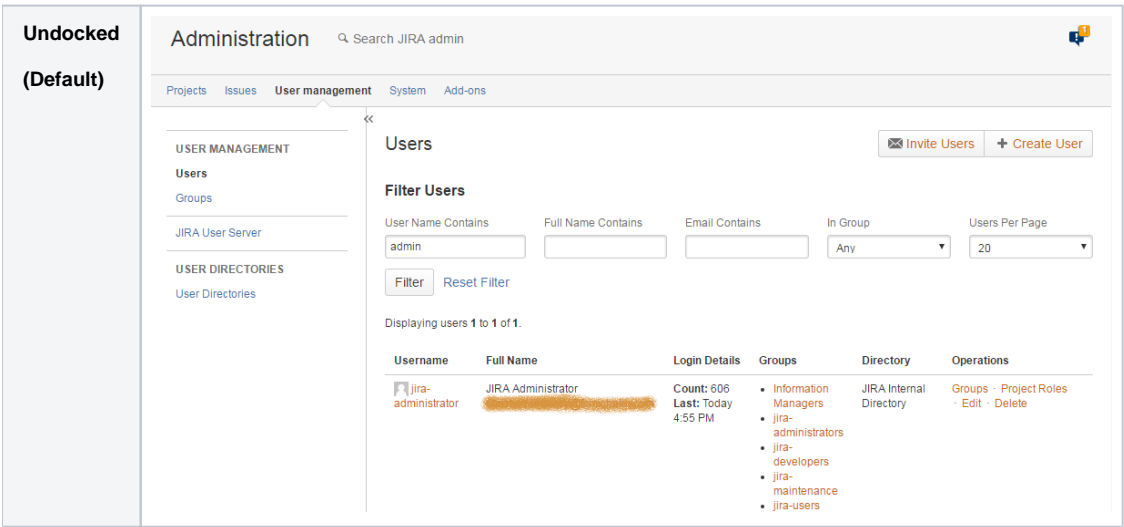 Undocked
(Default)
Administration
Search JIRA admin
Projects Issues User management System Add-ons
USER MANAGEMENT
Users
Groups
JIRA User Server
USER DIRECTORIES
User Directories
Users
Invite Users
Create User
Filter Users
User Name Contains Full Name Contains Email Contains In Group Users Per Page
admin Any 20
Filter Reset Filter
Displaying users 1 to 1 of 1.
Username Full Name Login Details Groups Directory Operations
jira-
administrator
JIRA Administrator
Count: 606
Last: Today
4:55 PM
Information
Managers
jira-
administrators
jira-
developers
jira-
maintenance
jira-users
JIRA Internal
Directory
Groups · Project Roles
· Edit · Delete